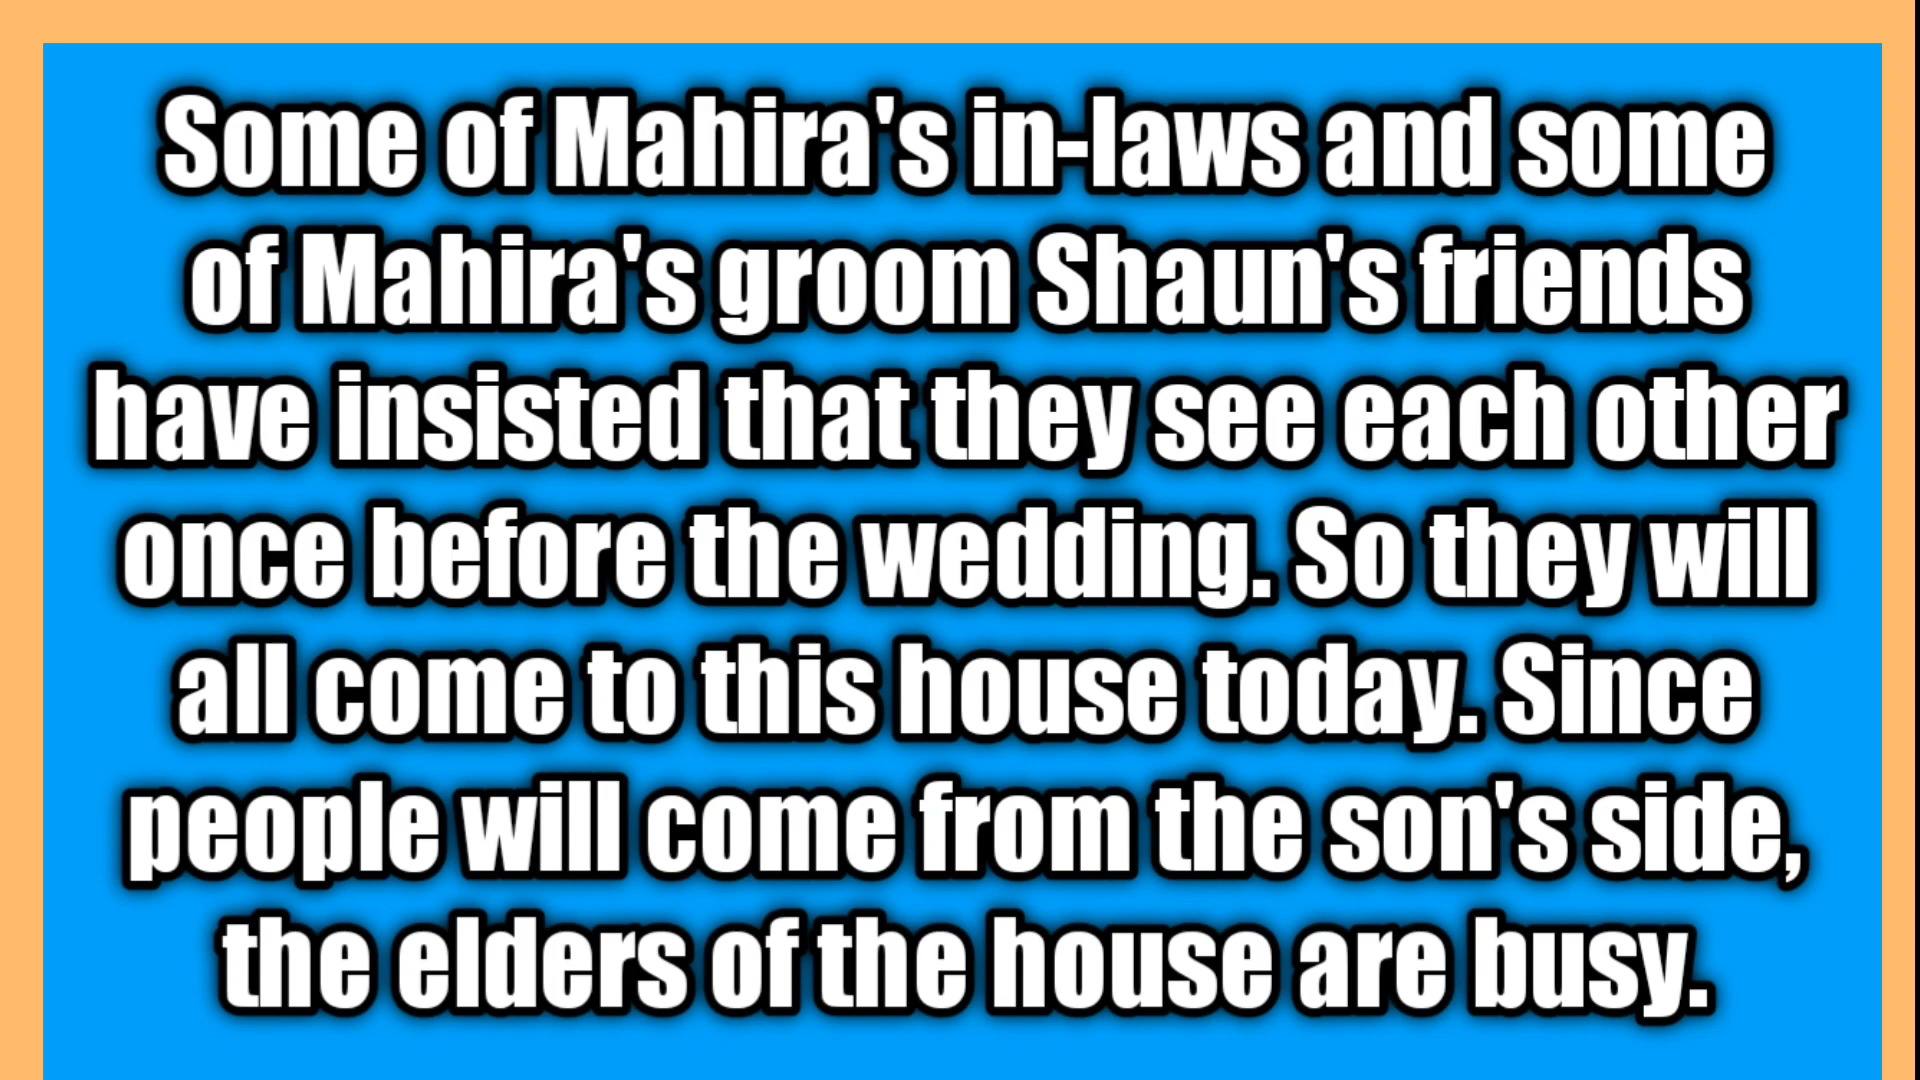 Some of Mahira's in-laws and some
of Mahira's groom Shaun's friends
have insisted that they see each other
once before the wedding. So they will
all come to this house today. Since
people will come from the son's side,
the elders of the house are busy.